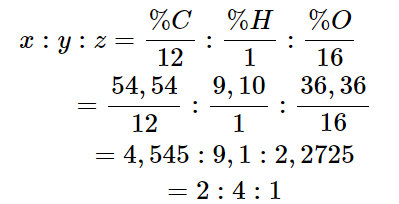 x : y : z = %C/12 : %H/1 : %O/16
= 54,54/12 : 9,10/1 : 36,36/16
= 4,545 : 9,1 : 2,2725
= 2 : 4 : 1